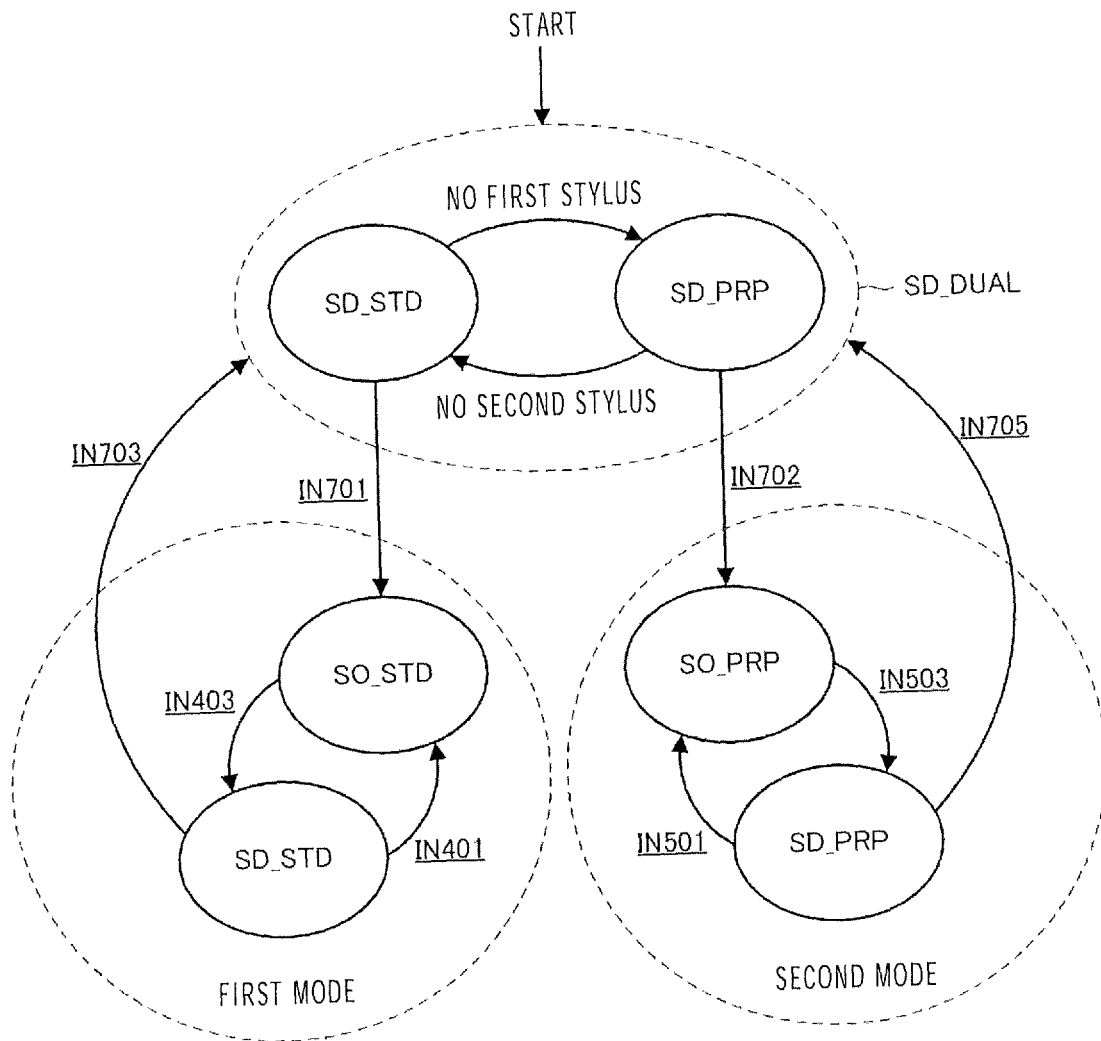 START
NO FIRST STYLUS
SD_STD
SD_PRP
SD_DUAL
NO SECOND STYLUS
IN703
IN701
IN702
IN705
SO_STD
SO_PRP
IN403
IN503
SD_STD
IN401
IN501
SD_PRP
FIRST MODE
SECOND MODE